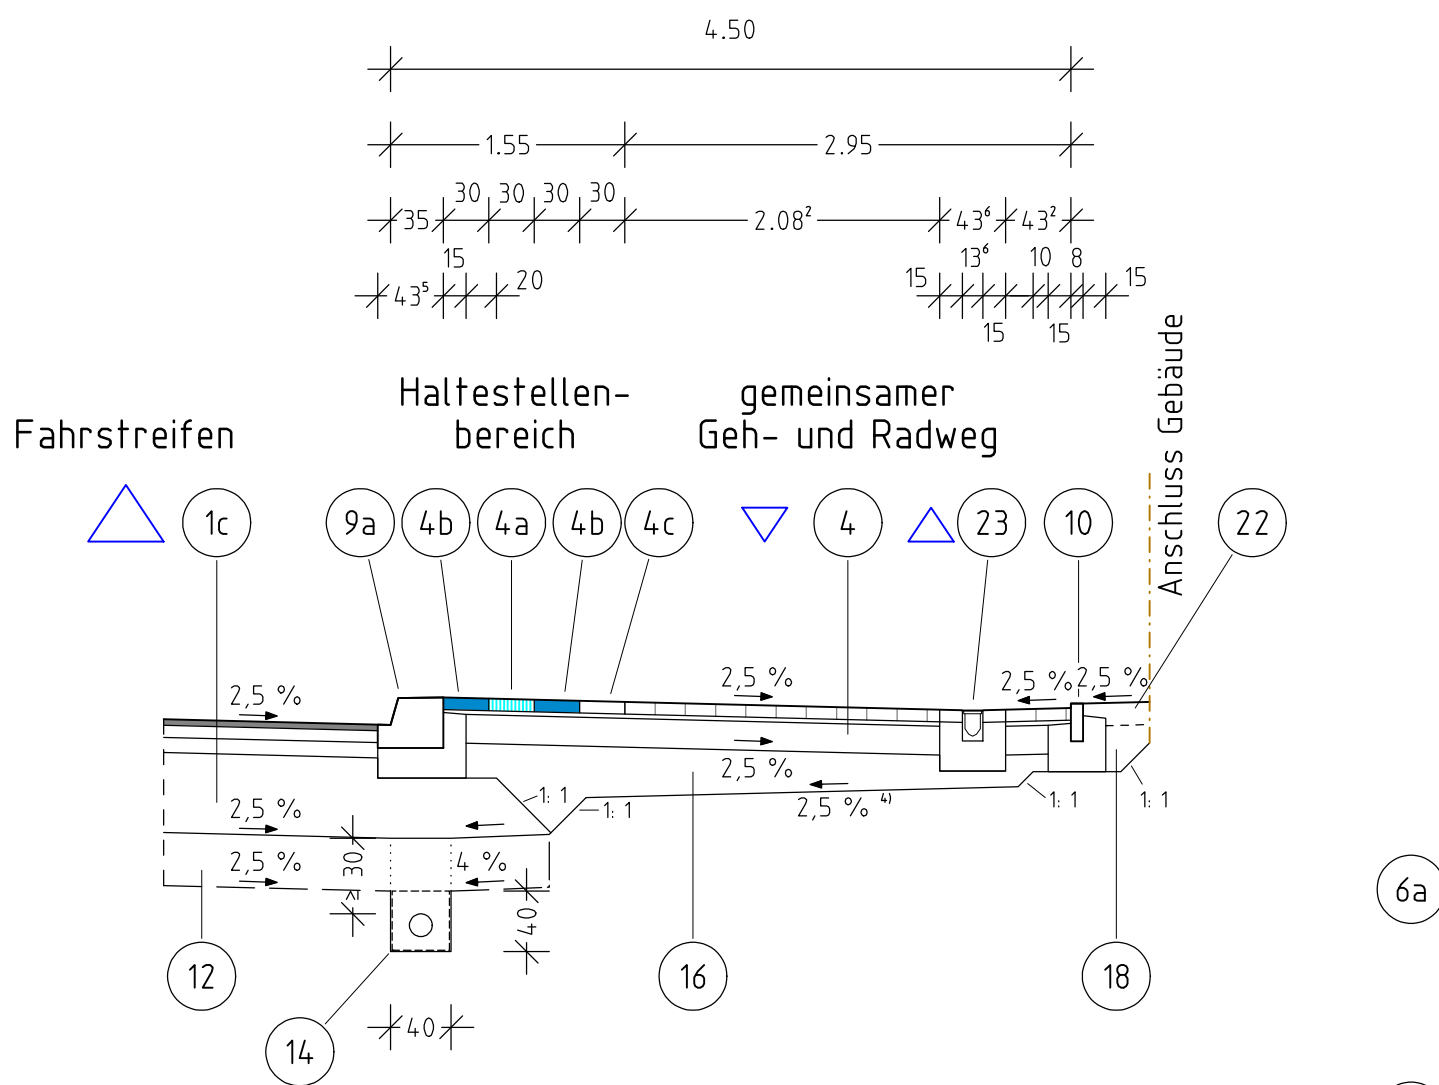 4.50
1.55 2.95
30 30 30 30
35 2.08² 43⁶ 43²
15 13⁶ 10 8
43⁵ 20 15 15
15 15
Haltestellen- gemeinsamer
Fahrstreifen bereich Geh- und Radweg
Anschluss Gebäude
1c 9a 4b 4a 4b 4c 4 23 10 22
2,5 % 2,5 % 2,5 % 2,5 %
2,5 %
2,5 % 2,5 % ⁴⁾
1: 1 1: 1 1: 1 1: 1
2,5 % 4 %
≥ 30
40
6a
12 16 18
40
14